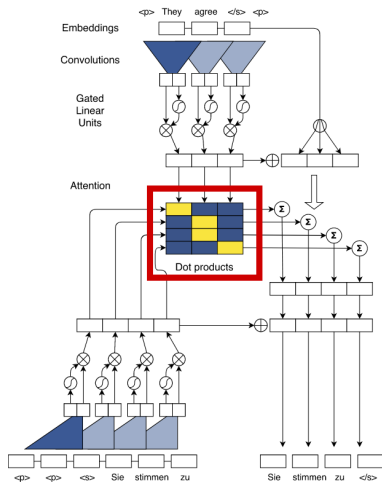 <p> They agree </s> <p>
Embeddings
Convolutions
Gated
Linear
Units
Attention
Σ
Σ
Σ
Σ
Dot products
Sie stimmen zu </s>
<p> <p> <s> Sie stimmen zu